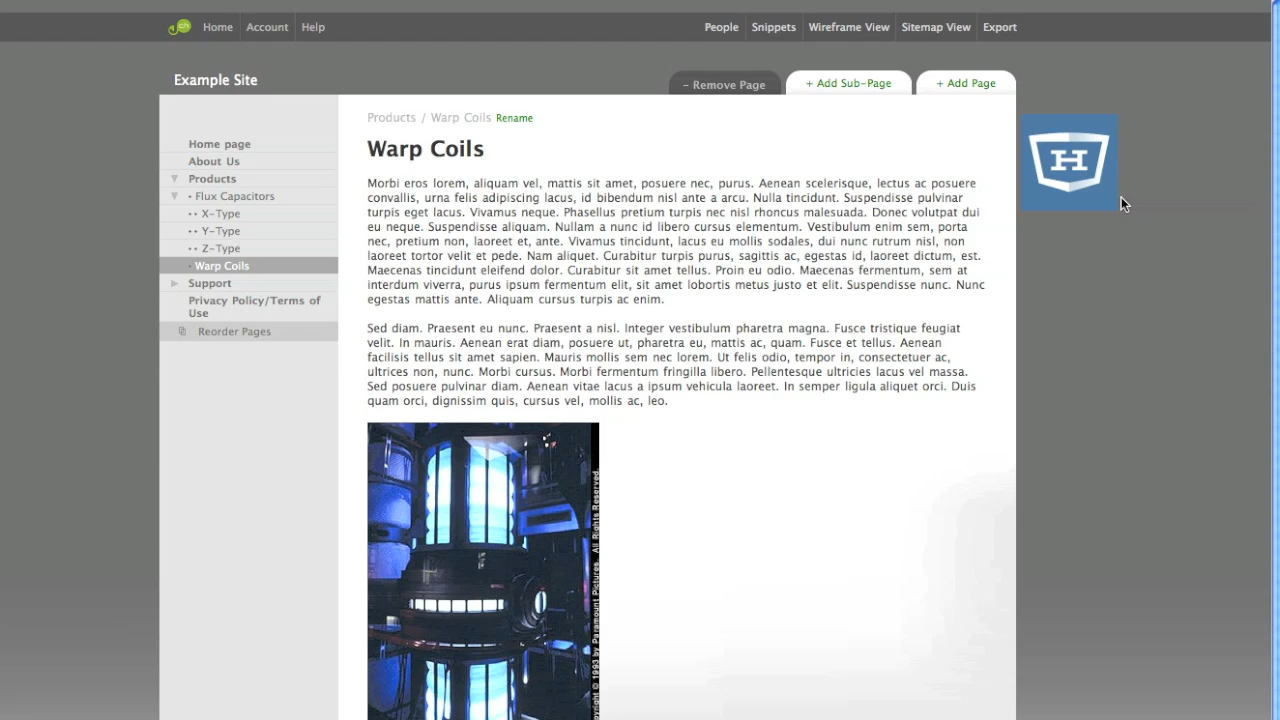 Home Account Help People Snippets Wireframe View Sitemap View Export
Example Site
– Remove Page + Add Sub-Page + Add Page
Home page
About Us
Products
• Flux Capacitors
•• X-Type
•• Y-Type
•• Z-Type
• Warp Coils
Support
Privacy Policy/Terms of
Use
Reorder Pages
Products / Warp Coils Rename
Warp Coils
Morbi eros lorem, aliquam vel, mattis sit amet, posuere nec, purus. Aenean scelerisque, lectus ac posuere
convallis, urna felis adipiscing lacus, id bibendum nisl ante a arcu. Nulla tincidunt. Suspendisse pulvinar
turpis eget lacus. Vivamus neque. Phasellus pretium turpis nec nisl rhoncus malesuada. Donec volutpat dui
eu neque. Suspendisse aliquam. Nullam a nunc id libero cursus elementum. Vestibulum enim sem, porta
nec, pretium non, laoreet et, ante. Vivamus tincidunt, lacus eu mollis sodales, dui nunc rutrum nisl, non
laoreet tortor velit et pede. Nam aliquet. Curabitur turpis purus, sagittis ac, egestas id, laoreet dictum, est.
Maecenas tincidunt eleifend dolor. Curabitur sit amet tellus. Proin eu odio. Maecenas fermentum, sem at
interdum viverra, purus ipsum fermentum elit, sit amet lobortis metus justo et elit. Suspendisse nunc. Nunc
egestas mattis ante. Aliquam cursus turpis ac enim.
Sed diam. Praesent eu nunc. Praesent a nisl. Integer vestibulum pharetra magna. Fusce tristique feugiat
velit. In mauris. Aenean erat diam, posuere ut, pharetra eu, mattis ac, quam. Fusce et tellus. Aenean
facilisis tellus sit amet sapien. Mauris mollis sem nec lorem. Ut felis odio, tempor in, consectetuer ac,
ultrices non, nunc. Morbi cursus. Morbi fermentum fringilla libero. Pellentesque ultricies lacus vel massa.
Sed posuere pulvinar diam. Aenean vitae lacus a ipsum vehicula laoreet. In semper ligula aliquet orci. Duis
quam orci, dignissim quis, cursus vel, mollis ac, leo.
© 1993 by Paramount Pictures. All Rights Reserved.
H